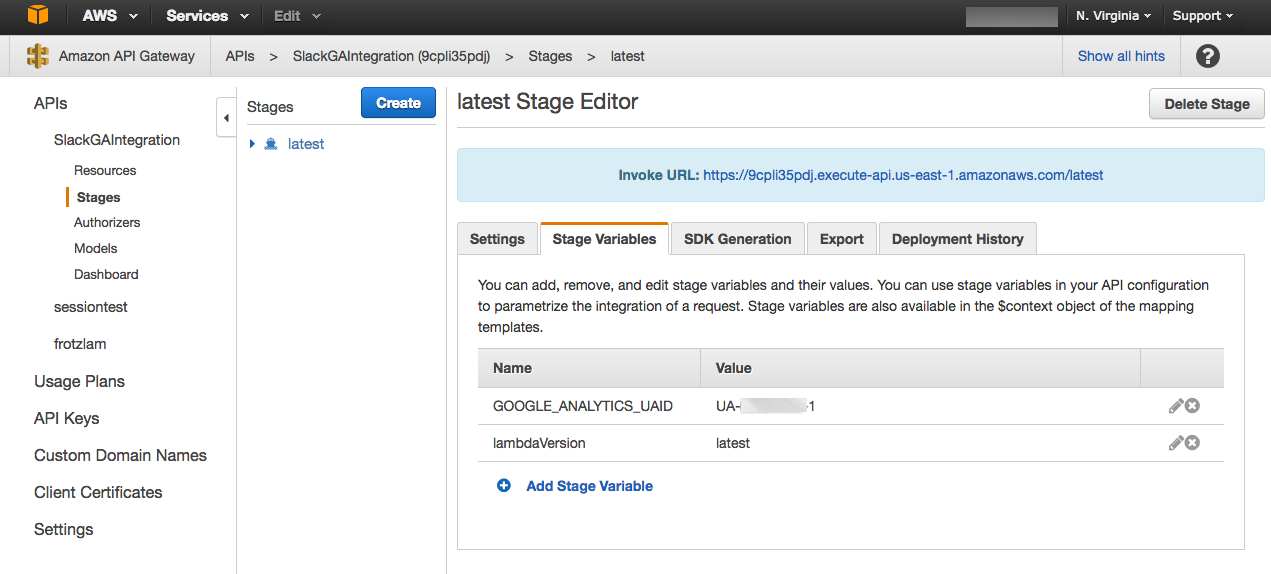 AWS Services Edit N. Virginia Support
Amazon API Gateway APIs > SlackGAIntegration (9cpli35pdj) > Stages > latest Show all hints ?
APIs
SlackGAIntegration
Resources
Stages
Authorizers
Models
Dashboard
sessiontest
frotzlam
Usage Plans
API Keys
Custom Domain Names
Client Certificates
Settings
Stages Create
latest
latest Stage Editor Delete Stage
Invoke URL: https://9cpli35pdj.execute-api.us-east-1.amazonaws.com/latest
Settings Stage Variables SDK Generation Export Deployment History
You can add, remove, and edit stage variables and their values. You can use stage variables in your API configuration
to parametrize the integration of a request. Stage variables are also available in the $context object of the mapping
templates.
Name Value
GOOGLE_ANALYTICS_UAID UA- -1
lambdaVersion latest
Add Stage Variable